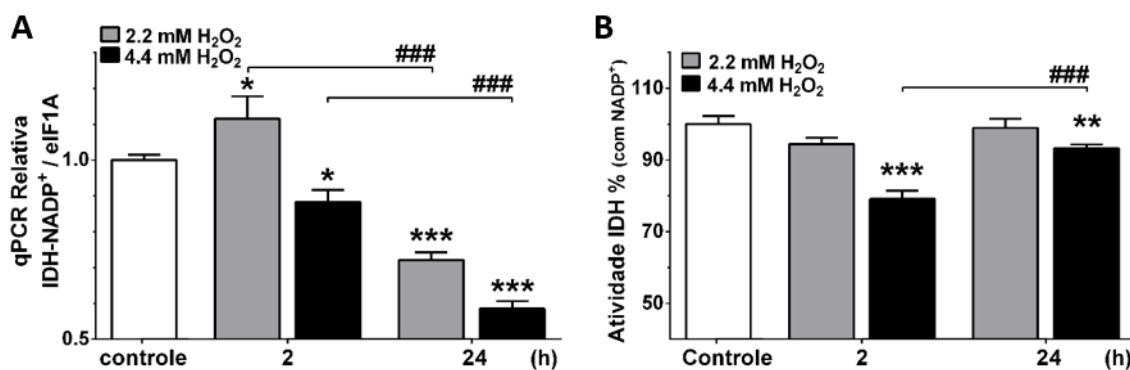 A
2.2 mM H₂O₂
4.4 mM H₂O₂
###
###
*
*
***
***
qPCR Relativa
IDH-NADP⁺ / eIF1A
1.0
0.5
controle 2 24 (h)
B
2.2 mM H₂O₂
4.4 mM H₂O₂
###
***
**
Atividade IDH % (com NADP⁺)
110
90
70
50
Controle 2 24 (h)